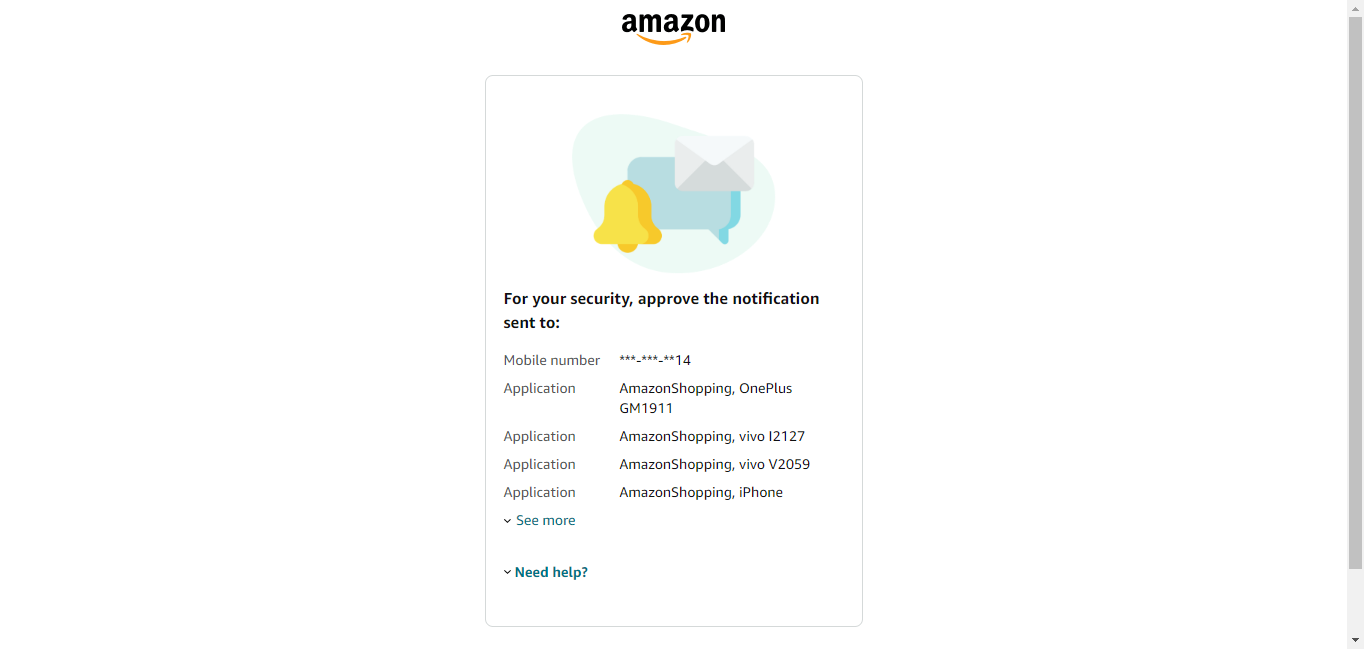 amazon
For your security, approve the notification
sent to:
Mobile number ***-***-**14
Application AmazonShopping, OnePlus
GM1911
Application AmazonShopping, vivo I2127
Application AmazonShopping, vivo V2059
Application AmazonShopping, iPhone
See more
Need help?